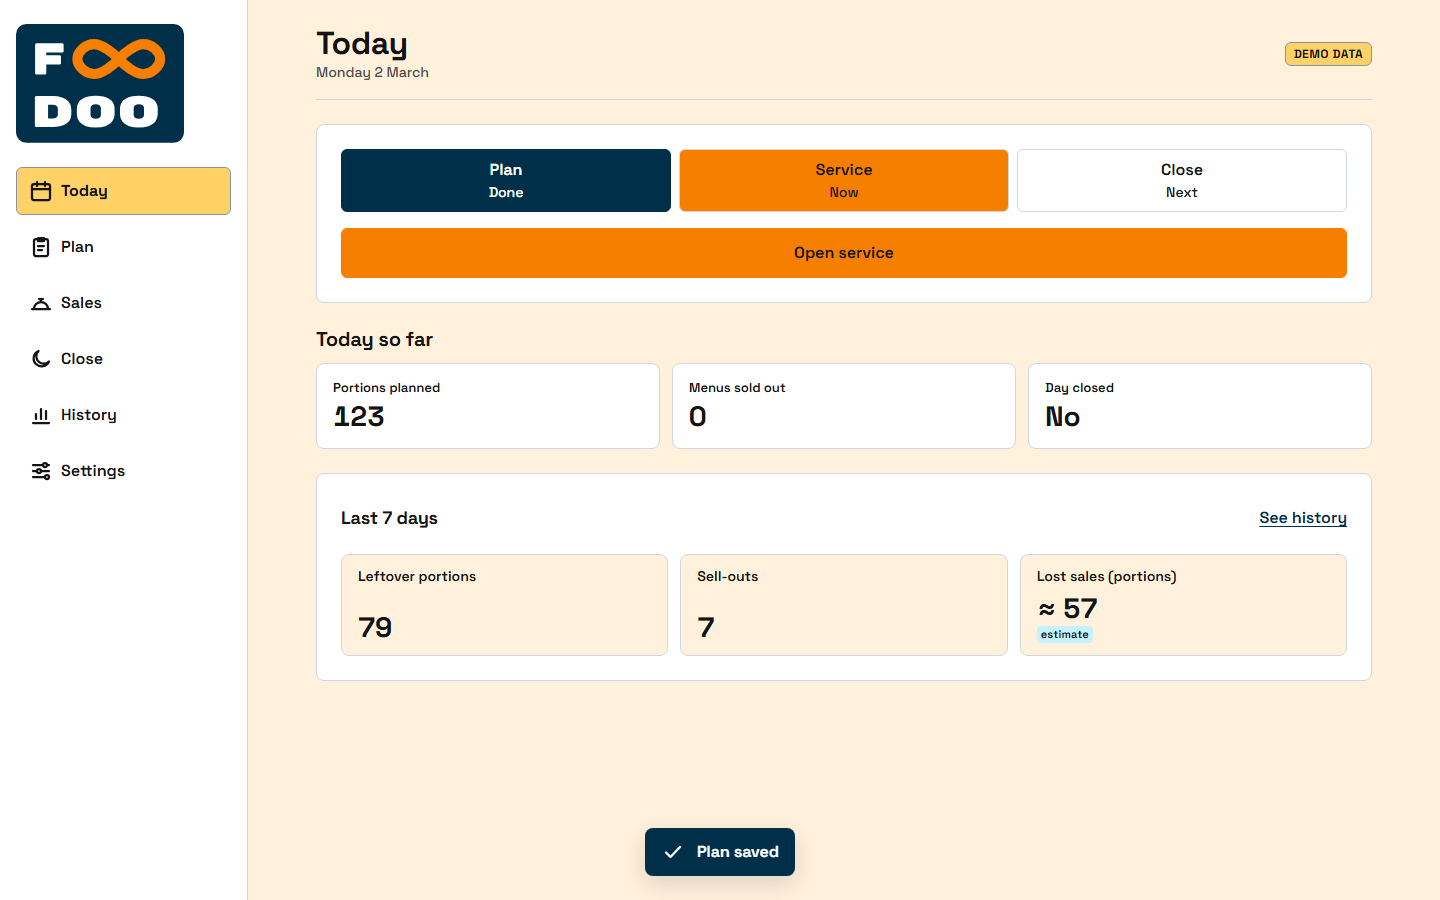 F∞
DOO
Today
Plan
Sales
Close
History
Settings
Today
Monday 2 March
DEMO DATA
Plan
Done
Service
Now
Close
Next
Open service
Today so far
Portions planned
123
Menus sold out
0
Day closed
No
Last 7 days
See history
Leftover portions
79
Sell-outs
7
Lost sales (portions)
≈ 57
estimate
Plan saved